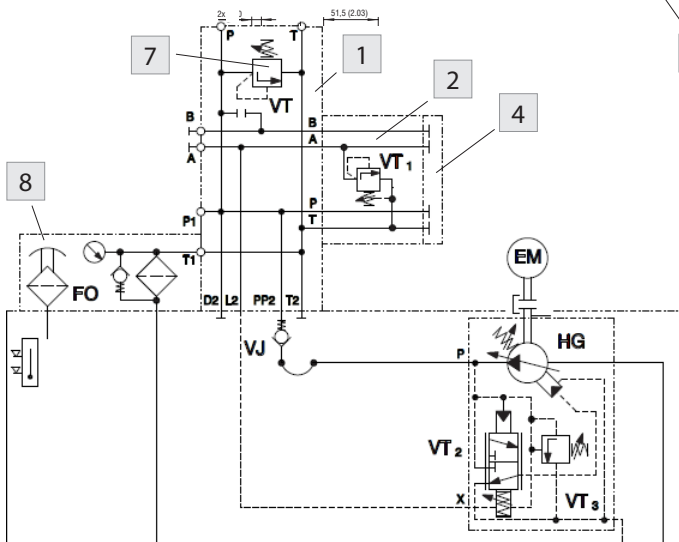 2x 51,5 (2.03)
P T
7 1 2 4 8
VT
B B
A A
VT1
P1 P
T
T1
FO
D2 L2 PP2 T2
VJ
EM
HG
P
VT2
X
VT3